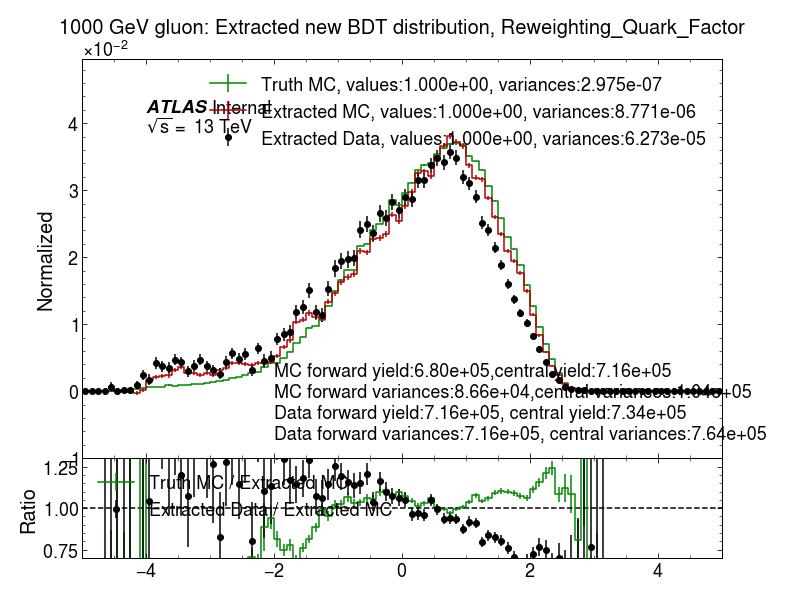 1000 GeV gluon: Extracted new BDT distribution, Reweighting_Quark_Factor
×10⁻²
Truth MC, values:1.000e+00, variances:2.975e-07
ATLAS Internal
Extracted MC, values:1.000e+00, variances:8.771e-06
√s = 13 TeV
Extracted Data, values:1.000e+00, variances:6.273e-05
4
3
2
1
0
Normalized
MC forward yield:6.80e+05,central yield:7.16e+05
MC forward variances:8.66e+04,central variances:1.04e+05
Data forward yield:7.16e+05, central yield:7.34e+05
Data forward variances:7.16e+05, central variances:7.64e+05
1
1.25
1.00
0.75
Ratio
Truth MC / Extracted MC
Extracted Data / Extracted MC
−4 −2 0 2 4